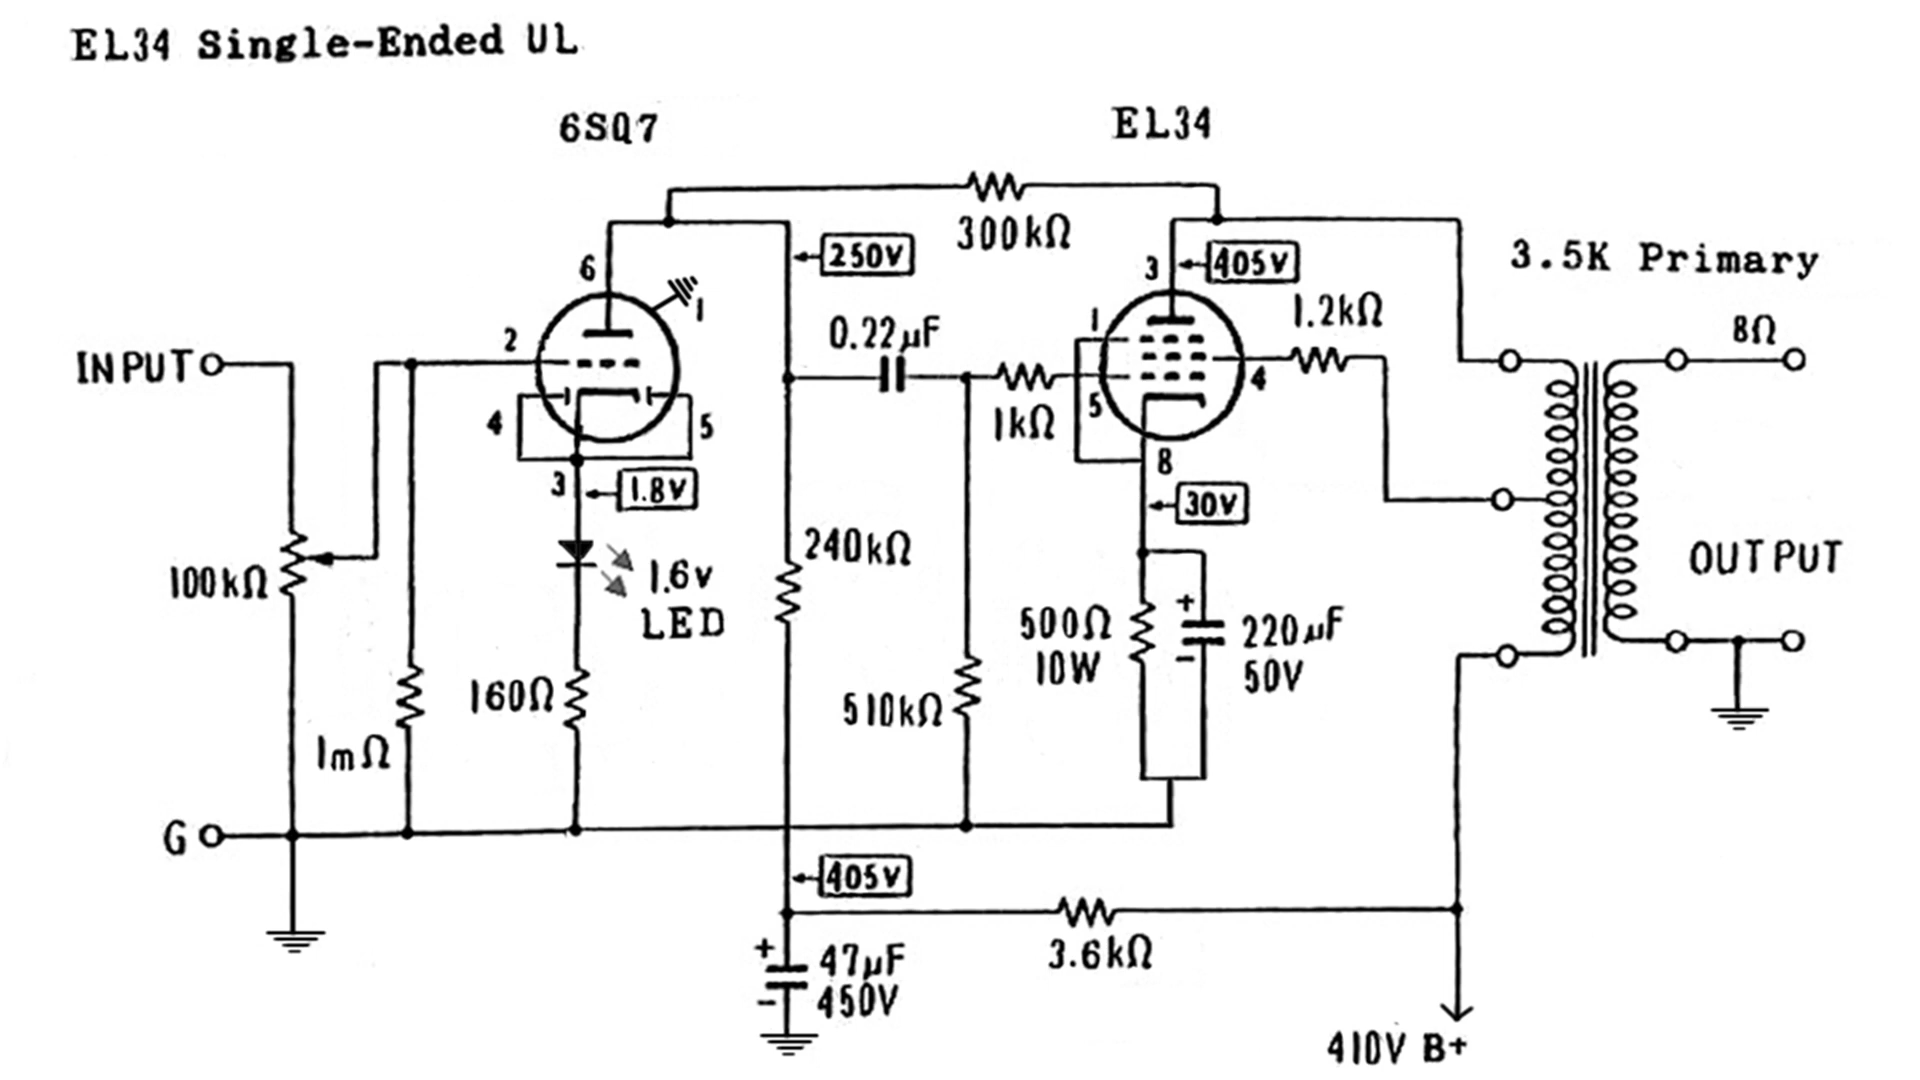 EL34 Single-Ended UL
6SQ7
EL34
300kΩ
250V
405V
3.5K Primary
6
1
3
1
1.2kΩ
8Ω
2
0.22µF
INPUT
4
5
5
4
1kΩ
8
3
1.8V
30V
240kΩ
OUTPUT
100kΩ
1.6v
LED
500Ω
10W
220µF
50V
160Ω
510kΩ
1mΩ
G
405V
3.6kΩ
+
47µF
450V
−
+
−
410V B+